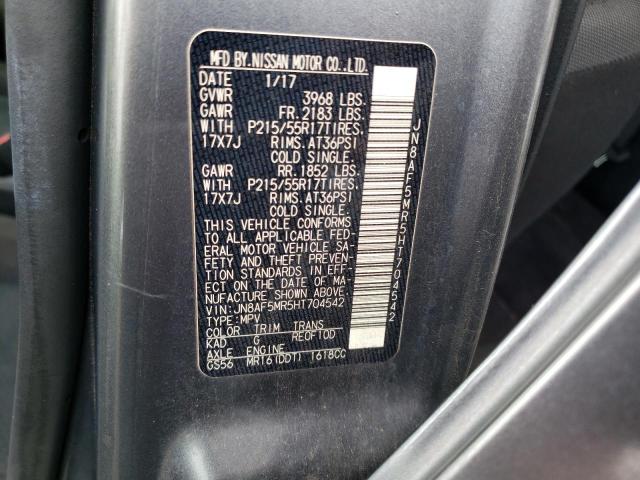 MFD BY.NISSAN MOTOR CO.,LTD.
DATE 1/17
GVWR 3968 LBS.
GAWR FR.2183 LBS.
WITH P215/55R17TIRES.
17X7J RIMS.AT36PSI
COLD SINGLE.
GAWR RR.1852 LBS.
WITH P215/55R17TIRES.
17X7J RIMS.AT36PSI
COLD SINGLE.
THIS VEHICLE CONFORMS
TO ALL APPLICABLE FED-
ERAL MOTOR VEHICLE SA-
FETY AND THEFT PREVEN-
TION STANDARDS IN EFF-
ECT ON THE DATE OF MA-
NUFACTURE SHOWN ABOVE.
VIN:JN8AF5MR5HT704542
TYPE:MPV
COLOR TRIM TRANS
KAD G RE0F10D
AXLE ENGINE
GS56 MR16(DDT) 1618CC
JN8AF5MR5HT704542